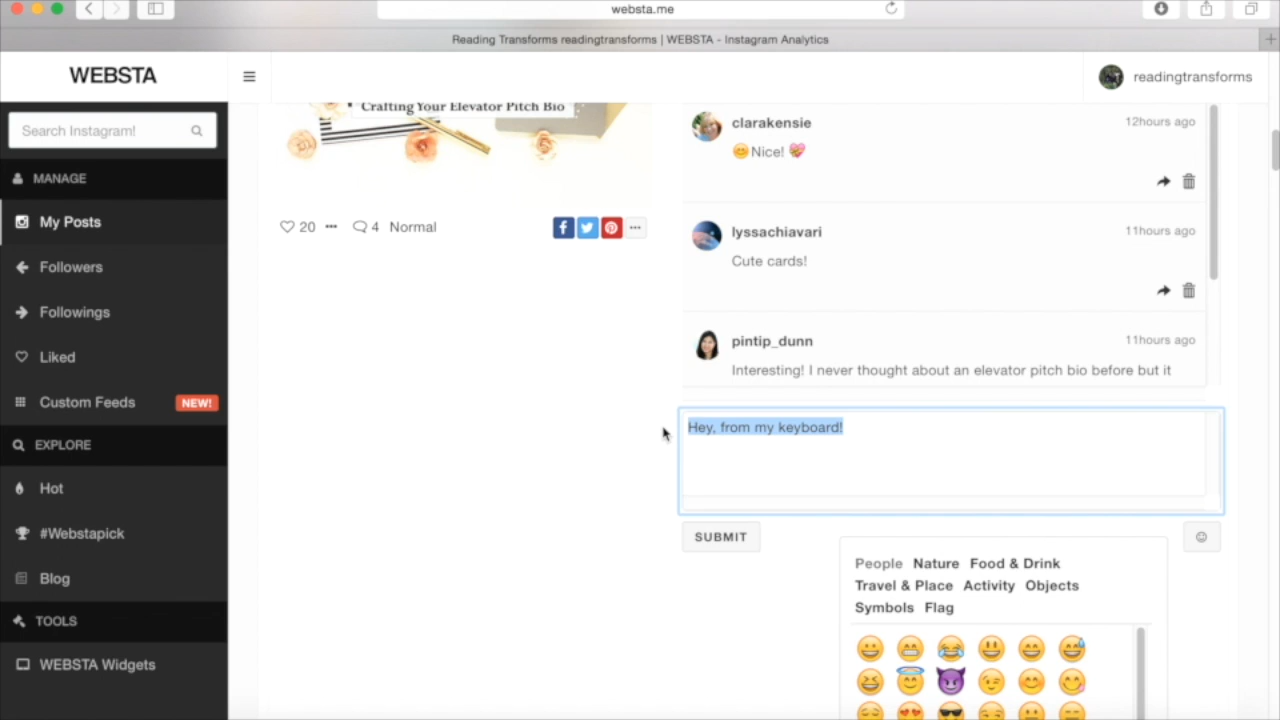 websta.me
Reading Transforms readingtransforms | WEBSTA - Instagram Analytics
WEBSTA
readingtransforms
Search Instagram!
MANAGE
My Posts
Followers
Followings
Liked
Custom Feeds NEW!
EXPLORE
Hot
#Webstapick
Blog
TOOLS
WEBSTA Widgets
Crafting Your Elevator Pitch Bio
20 ••• 4 Normal
clarakensie 12hours ago
😊Nice! 💝
lyssachiavari 11hours ago
Cute cards!
pintip_dunn 11hours ago
Interesting! I never thought about an elevator pitch bio before but it
Hey, from my keyboard!
SUBMIT
People Nature Food & Drink
Travel & Place Activity Objects
Symbols Flag